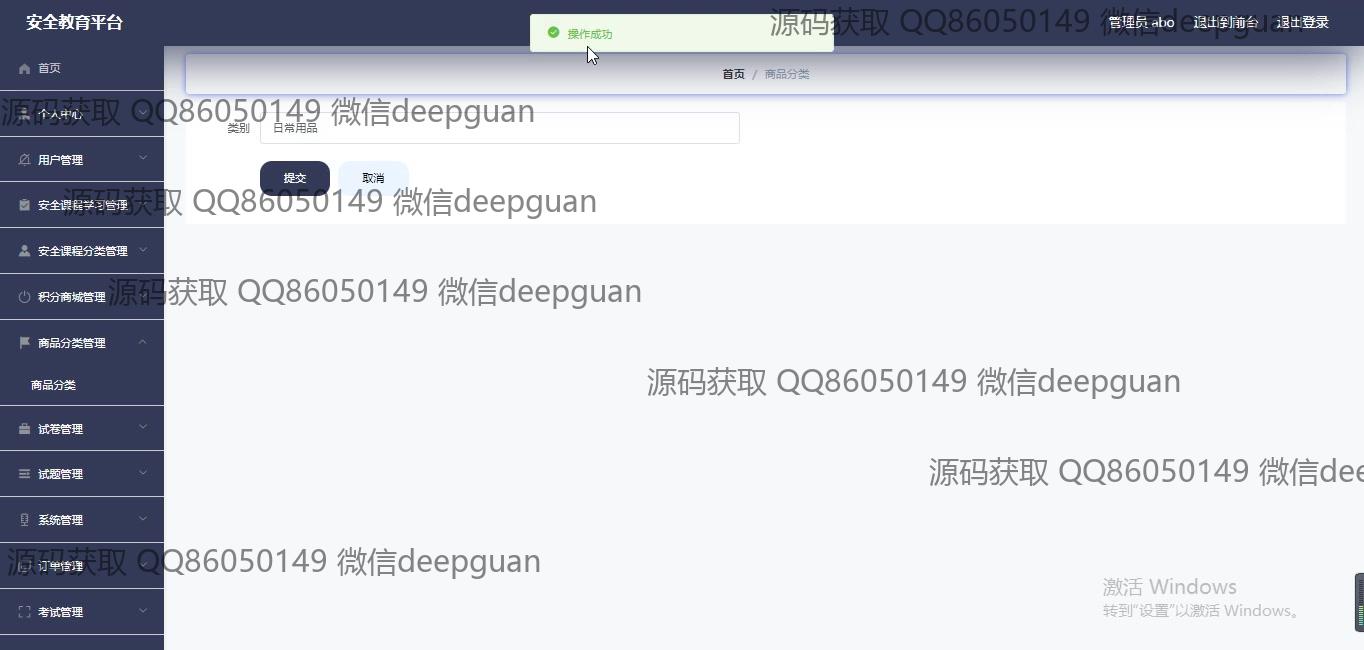 安全教育平台
操作成功
管理员 abo
退出到前台
退出登录
源码获取 QQ86050149 微信deepguan
首页
首页 / 商品分类
个人中心
源码获取 QQ86050149 微信deepguan
类别
日常用品
用户管理
提交
取消
安全课程学习管理
源码获取 QQ86050149 微信deepguan
安全课程分类管理
积分商城管理
源码获取 QQ86050149 微信deepguan
商品分类管理
商品分类
源码获取 QQ86050149 微信deepguan
试卷管理
试题管理
源码获取 QQ86050149 微信dee
系统管理
订单管理
源码获取 QQ86050149 微信deepguan
考试管理
激活 Windows
转到“设置”以激活 Windows。